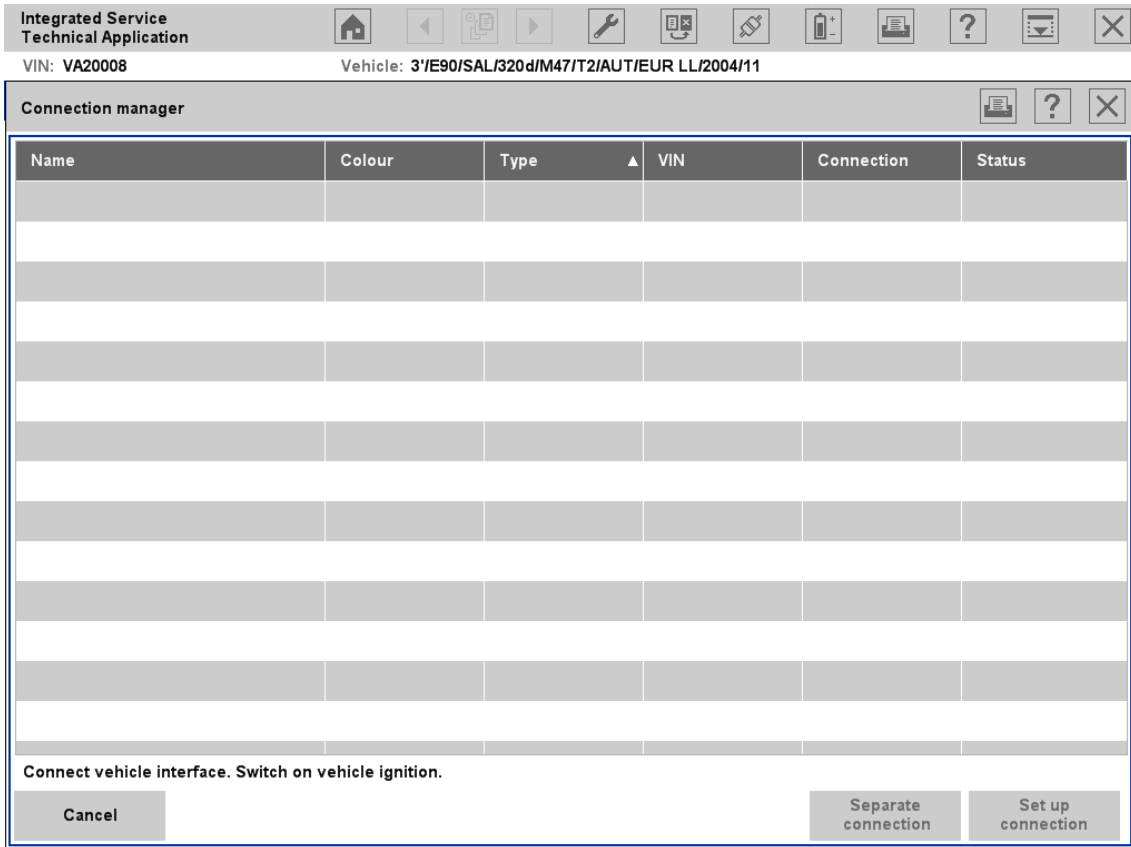 Integrated Service
Technical Application
VIN: VA20008 Vehicle: 3'/E90/SAL/320d/M47/T2/AUT/EUR LL/2004/11
Connection manager
Name Colour Type VIN Connection Status
Connect vehicle interface. Switch on vehicle ignition.
Cancel
Separate
connection
Set up
connection